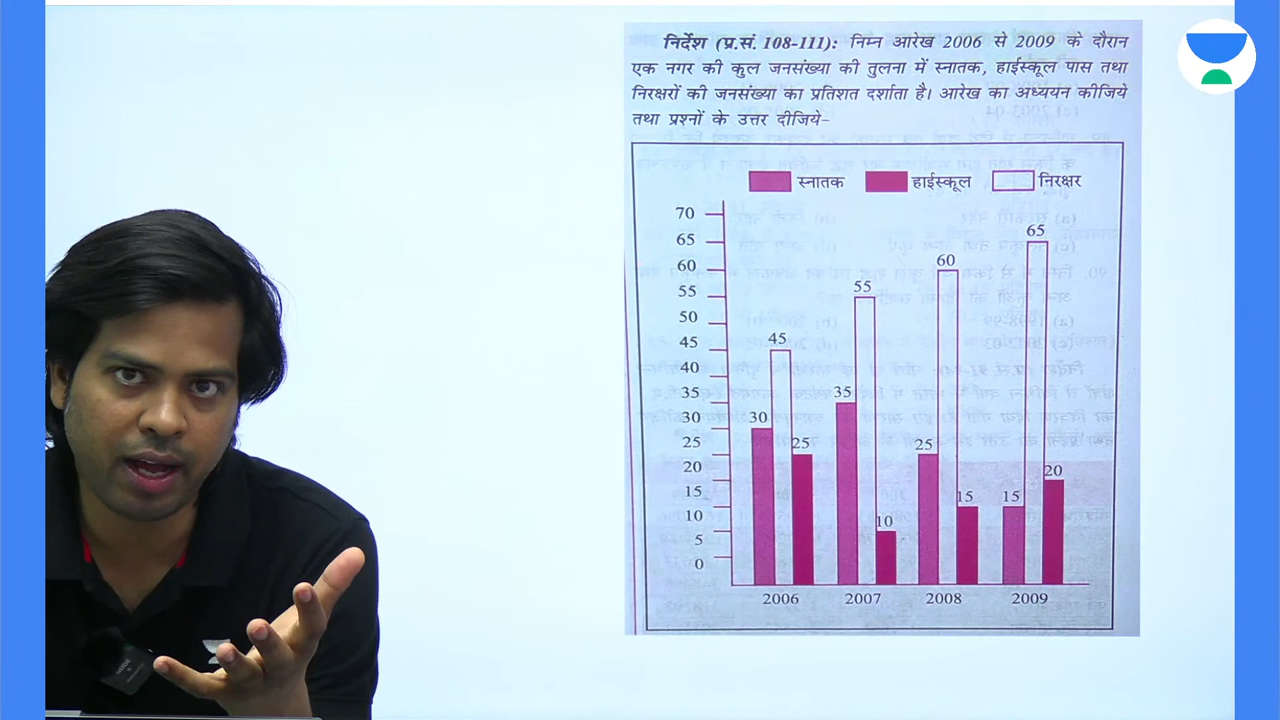 निर्देश (प्र.सं. 108-111): निम्न आरेख 2006 से 2009 के दौरान
एक नगर की कुल जनसंख्या की तुलना में स्नातक, हाईस्कूल पास तथा
निरक्षरों की जनसंख्या का प्रतिशत दर्शाता है। आरेख का अध्ययन कीजिये
तथा प्रश्नों के उत्तर दीजिये–
स्नातक हाईस्कूल निरक्षर
70
65
60
55
50
45
40
35
30
25
20
15
10
5
0
30 45 25
35 55 10
25 60 15
15 65 20
2006 2007 2008 2009